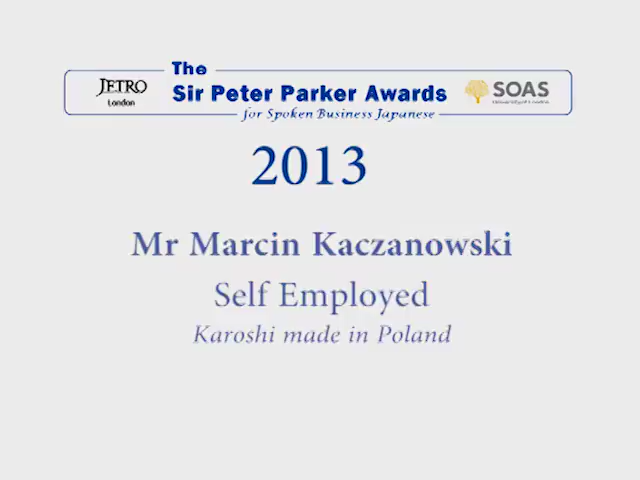 The
JETRO
London
Sir Peter Parker Awards
SOAS
for Spoken Business Japanese
2013
Mr Marcin Kaczanowski
Self Employed
Karoshi made in Poland